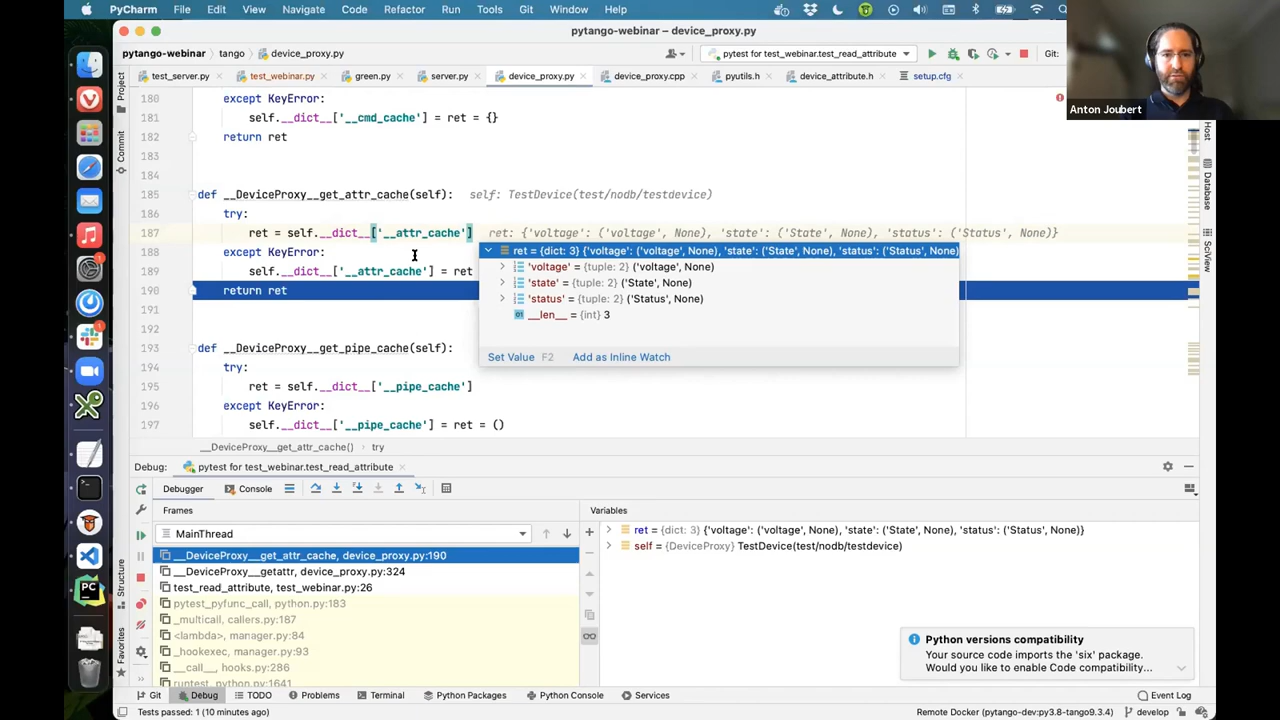 PyCharm File Edit View Navigate Code Refactor Run Tools Git Window Help
pytango-webinar – device_proxy.py
pytango-webinar tango device_proxy.py pytest for test_webinar.test_read_attribute Git:
test_server.py test_webinar.py green.py server.py device_proxy.py device_proxy.cpp pyutils.h device_attribute.h setup.cfg
Anton Joubert
Project
Commit
Structure
Favorites
Host
Database
SciView
180 except KeyError:
181 self.__dict__['__cmd_cache'] = ret = {}
182 return ret
183
184
185 def __DeviceProxy__get_attr_cache(self): self: TestDevice(test/nodb/testdevice)
186 try:
187 ret = self.__dict__['__attr_cache'] ret: {'voltage': ('voltage', None), 'state': ('State', None), 'status': ('Status', None)}
188 except KeyError:
189 self.__dict__['__attr_cache'] = ret
190 return ret
191
192
193 def __DeviceProxy__get_pipe_cache(self):
194 try:
195 ret = self.__dict__['__pipe_cache']
196 except KeyError:
197 self.__dict__['__pipe_cache'] = ret = ()
ret = {dict: 3} {'voltage': ('voltage', None), 'state': ('State', None), 'status': ('Status', None)
'voltage' = {tuple: 2} ('voltage', None)
'state' = {tuple: 2} ('State', None)
'status' = {tuple: 2} ('Status', None)
01 __len__ = {int} 3
Set Value F2 Add as Inline Watch
__DeviceProxy__get_attr_cache() try
Debug: pytest for test_webinar.test_read_attribute
Debugger Console
Frames
MainThread
__DeviceProxy__get_attr_cache, device_proxy.py:190
__DeviceProxy__getattr, device_proxy.py:324
test_read_attribute, test_webinar.py:26
pytest_pyfunc_call, python.py:183
_multicall, callers.py:187
<lambda>, manager.py:84
_hookexec, manager.py:93
__call__, hooks.py:286
runtest, python.py:1641
Variables
ret = {dict: 3} {'voltage': ('voltage', None), 'state': ('State', None), 'status': ('Status', None)}
self = {DeviceProxy} TestDevice(test/nodb/testdevice)
Python versions compatibility
Your source code imports the 'six' package.
Would you like to enable Code compatibility...
Git Debug TODO Problems Terminal Python Packages Python Console Services Event Log
Tests passed: 1 (10 minutes ago) Remote Docker (pytango-dev:py3.8-tango9.3.4) develop